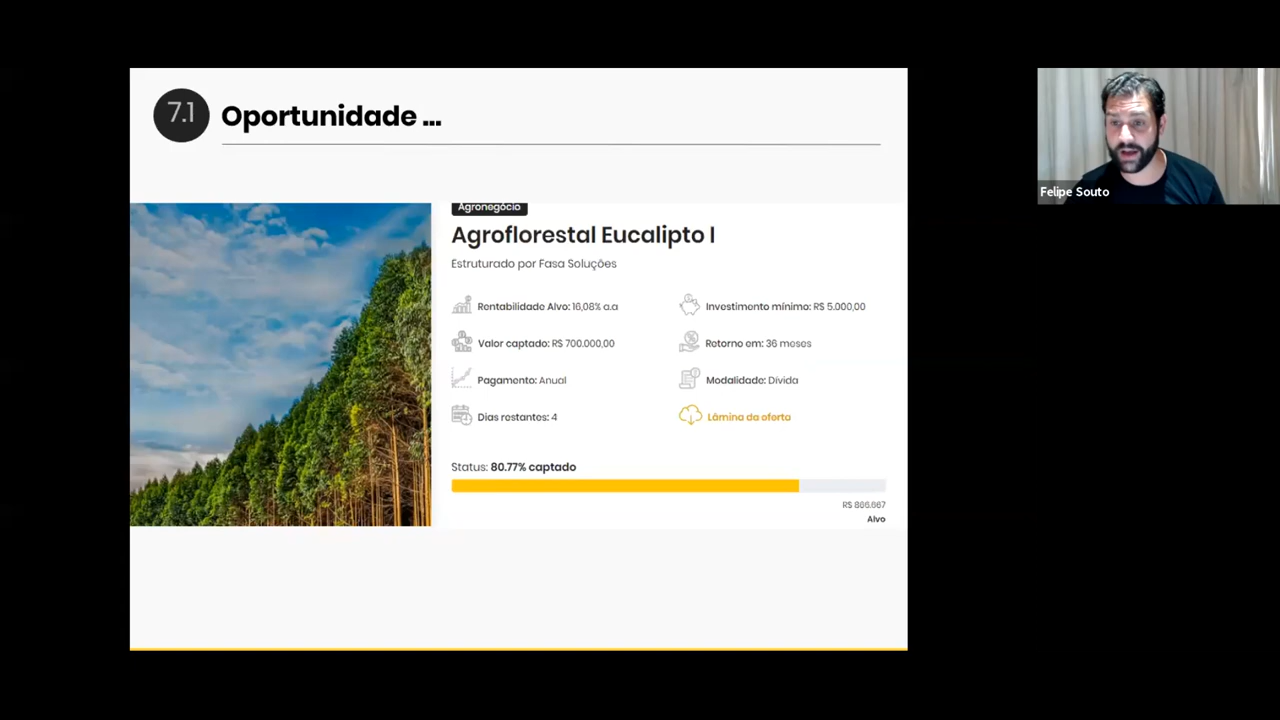 7.1
Oportunidade ...
Felipe Souto
Agronegócio
Agroflorestal Eucalipto I
Estruturado por Fasa Soluções
Rentabilidade Alvo: 16,08% a.a
Investimento mínimo: R$ 5.000,00
Valor captado: R$ 700.000,00
Retorno em: 36 meses
Pagamento: Anual
Modalidade: Dívida
Dias restantes: 4
Lâmina da oferta
Status: 80.77% captado
R$ 866.667
Alvo